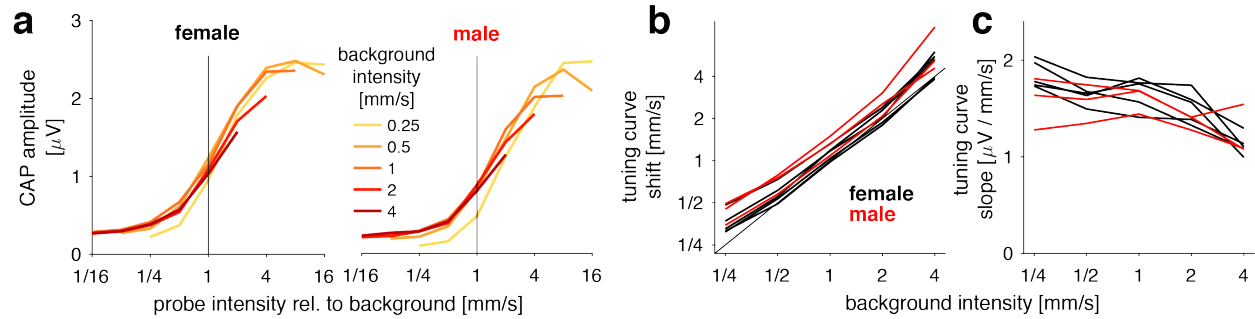 a
female
male
CAP amplitude
[μV]
3
2
1
0
1/16
1/4
1
4
16
background
intensity
[mm/s]
0.25
0.5
1
2
4
1/16
1/4
1
4
16
probe intensity rel. to background [mm/s]
b
tuning curve
shift [mm/s]
4
2
1
1/2
1/4
female
male
1/4
1/2
1
2
4
c
tuning curve
slope [μV / mm/s]
2
1
0
1/4
1/2
1
2
4
background intensity [mm/s]